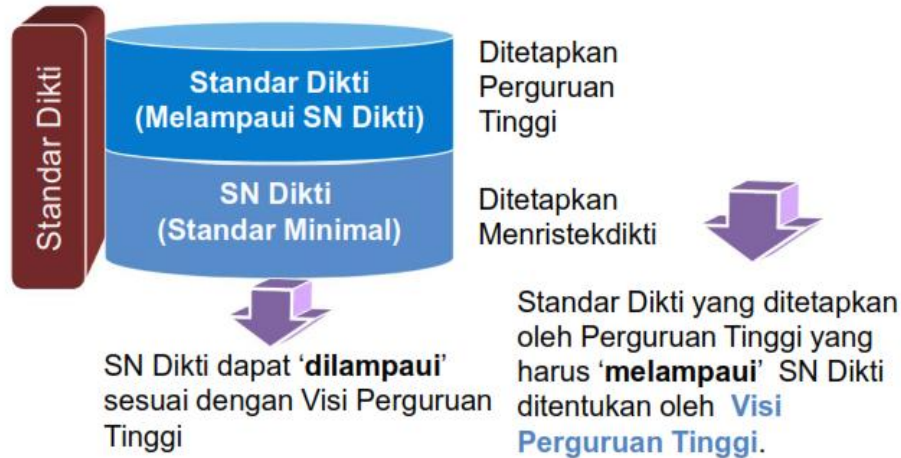 Standar Dikti
Standar Dikti
(Melampaui SN Dikti)
Ditetapkan
Perguruan
Tinggi
SN Dikti
(Standar Minimal)
Ditetapkan
Menristekdikti
SN Dikti dapat ‘dilampaui’
sesuai dengan Visi Perguruan
Tinggi
Standar Dikti yang ditetapkan
oleh Perguruan Tinggi yang
harus ‘melampaui’ SN Dikti
ditentukan oleh Visi
Perguruan Tinggi.